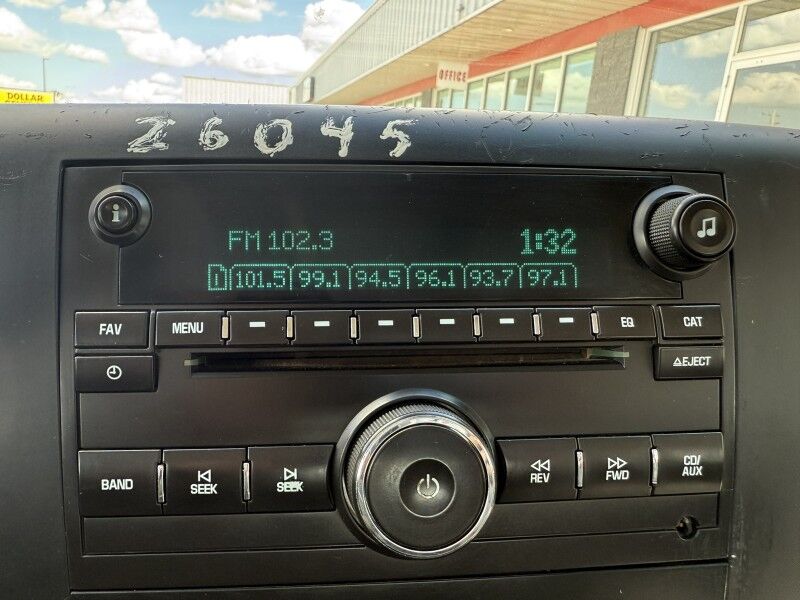 DOLLAR
OFFICE
Z6045
i
FM 102.3 1:32
101.5 99.1 94.5 96.1 93.7 97.1
FAV MENU EQ CAT
EJECT
BAND SEEK SEEK REV FWD CD/
AUX